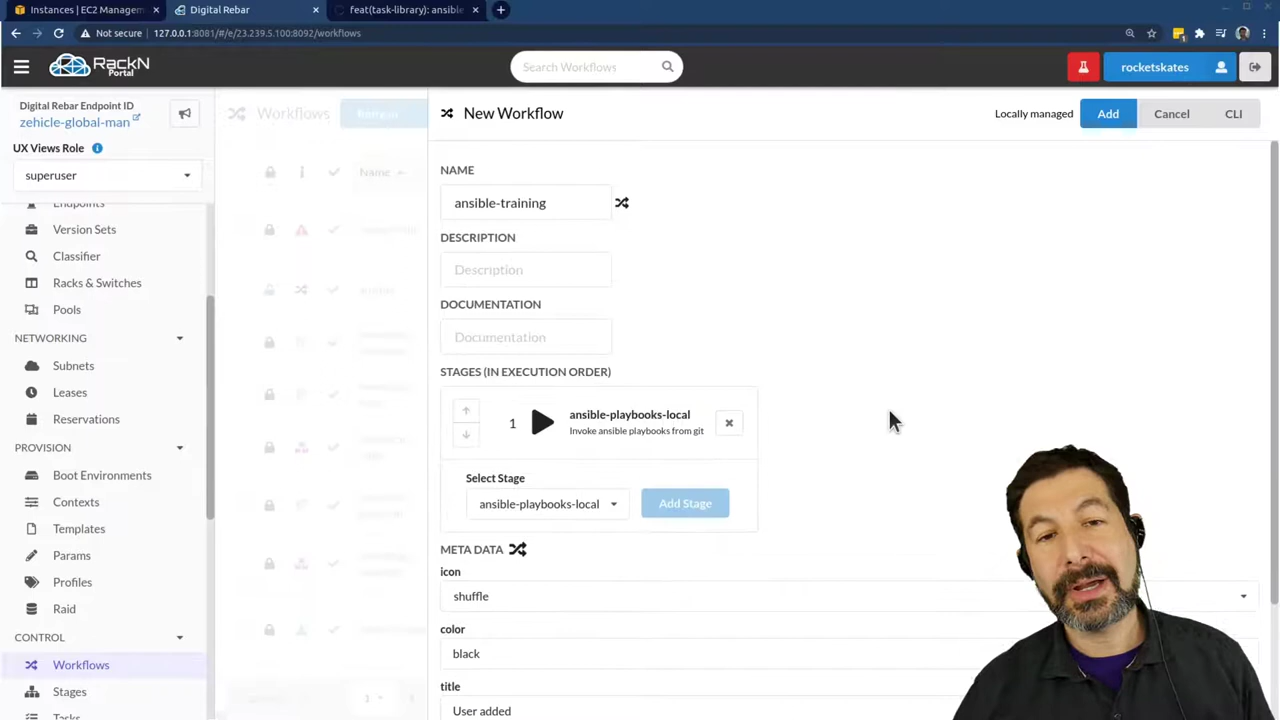 Instances | EC2 Managem
Digital Rebar
feat(task-library): ansible
Not secure
127.0.0.1:8081/#/e/23.239.5.100:8092/workflows
RackN
Portal
Search Workflows
rocketskates
Digital Rebar Endpoint ID
zehicle-global-man
UX Views Role
superuser
Endpoints
Version Sets
Classifier
Racks & Switches
Pools
NETWORKING
Subnets
Leases
Reservations
PROVISION
Boot Environments
Contexts
Templates
Params
Profiles
Raid
CONTROL
Workflows
Stages
Tasks
Workflows
Refresh
Name
New Workflow
Locally managed
Add
Cancel
CLI
NAME
ansible-training
DESCRIPTION
Description
DOCUMENTATION
Documentation
STAGES (IN EXECUTION ORDER)
1
ansible-playbooks-local
Invoke ansible playbooks from git
Select Stage
ansible-playbooks-local
Add Stage
META DATA
icon
shuffle
color
black
title
User added
1